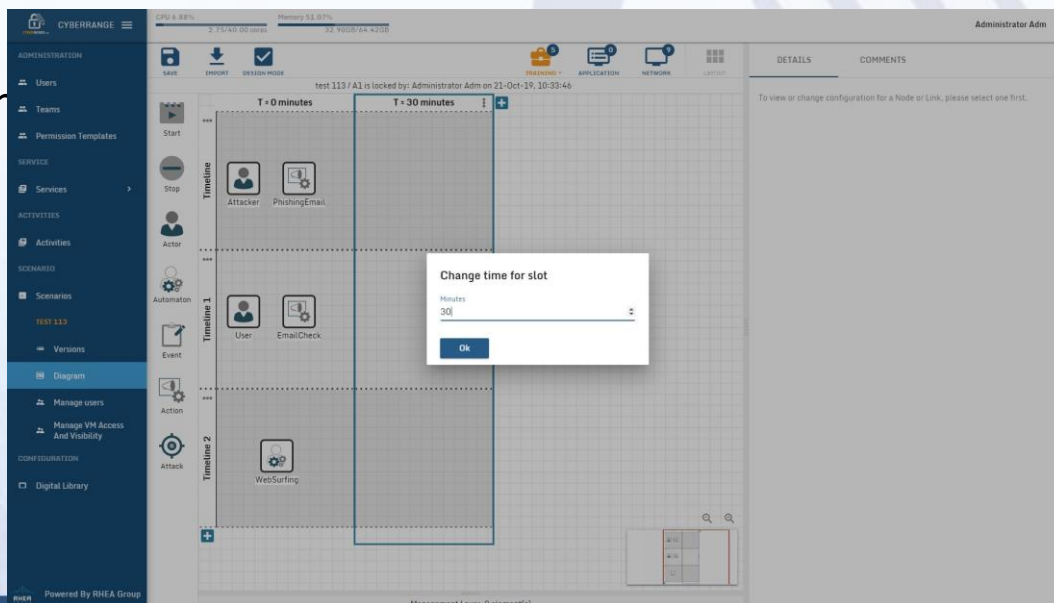 CYBERRANGE
CPU 6.88%
2.75/40.00 cores
Memory 51.07%
32.90GB/64.42GB
Administrator Adm
ADMINISTRATION
Users
Teams
Permission Templates
SERVICE
Services
ACTIVITIES
Activities
SCENARIO
Scenarios
TEST 113
Versions
Diagram
Manage users
Manage VM Access
And Visibility
CONFIGURATION
Digital Library
Powered By RHEA Group
RHEA
SAVE
IMPORT
DESIGN MODE
TRAINING
5
APPLICATION
0
NETWORK
9
LAYOUT
test 113 / A1 is locked by: Administrator Adm on 21-Oct-19, 10:33:46
T = 0 minutes
T = 30 minutes
Start
Stop
Actor
Automaton
Event
Action
Attack
Timeline
Attacker
PhishingEmail
Timeline 1
User
EmailCheck
Timeline 2
WebSurfing
Change time for slot
Minutes
30
Ok
DETAILS
COMMENTS
To view or change configuration for a Node or Link, please select one first.